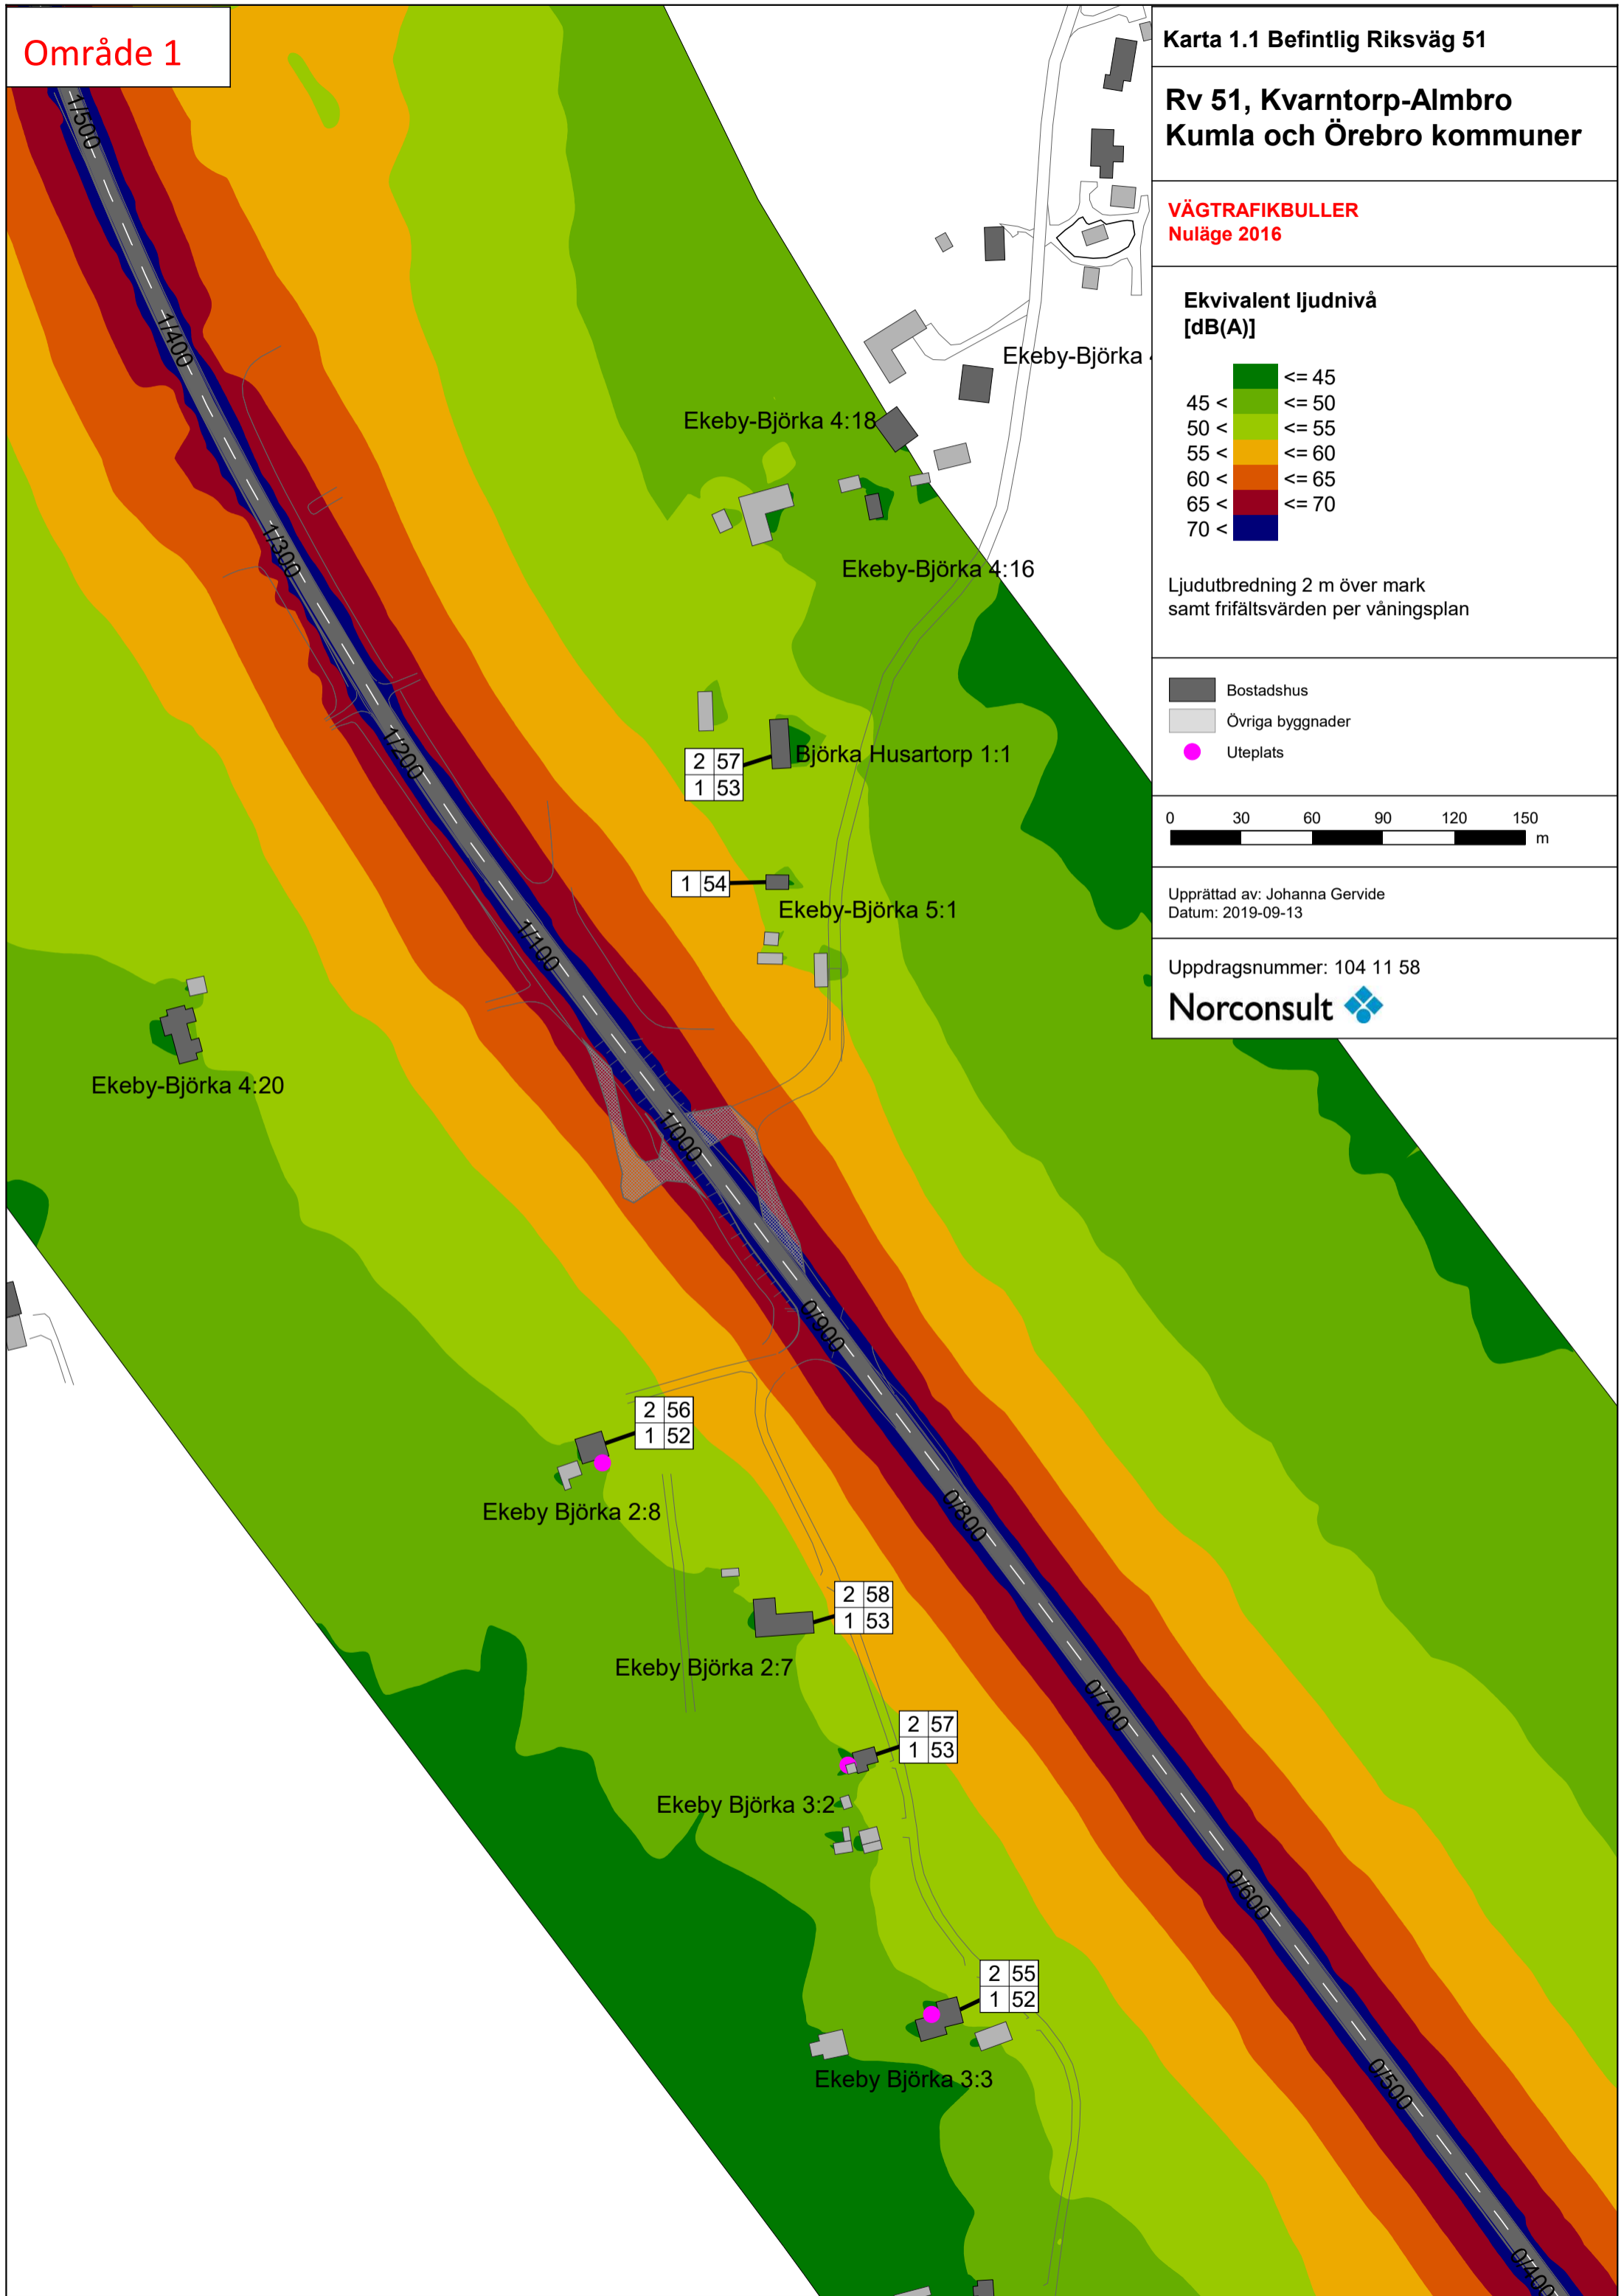 Område 1
Karta 1.1 Befintlig Riksväg 51
Rv 51, Kvarntorp-Almbro
Kumla och Örebro kommuner
VÄGTRAFIKBULLER
Nuläge 2016
Ekvivalent ljudnivå
[dB(A)]
<= 45
45 < <= 50
50 < <= 55
55 < <= 60
60 < <= 65
65 < <= 70
70 <
Ljudutbredning 2 m över mark
samt frifältsvärden per våningsplan
Bostadshus
Övriga byggnader
Uteplats
0 30 60 90 120 150
m
Upprättad av: Johanna Gervide
Datum: 2019-09-13
Uppdragsnummer: 104 11 58
Norconsult
1/500
1/400
Ekeby-Björka
Ekeby-Björka 4:18
1/300
Ekeby-Björka 4:16
1/200
Björka Husartorp 1:1
2 57
1 53
1 54
Ekeby-Björka 5:1
1/100
Ekeby-Björka 4:20
1/000
0/900
2 56
1 52
Ekeby Björka 2:8
0/800
2 58
1 53
Ekeby Björka 2:7
0/700
2 57
1 53
Ekeby Björka 3:2
0/600
2 55
1 52
Ekeby Björka 3:3
0/500
0/400